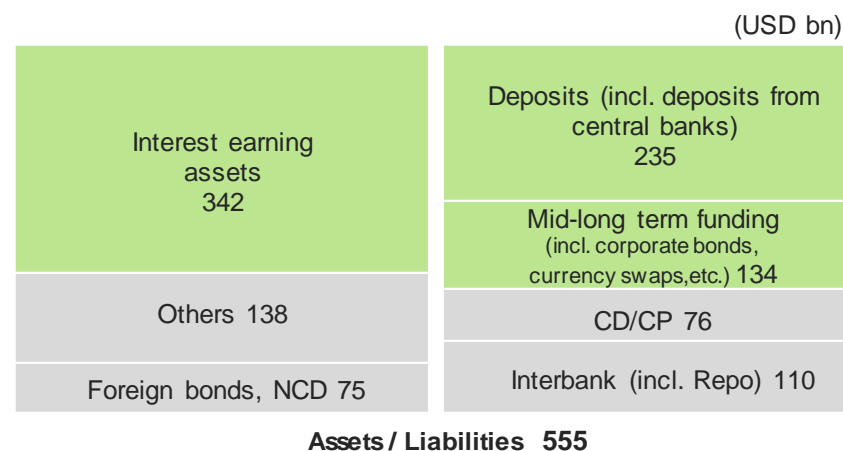 (USD bn)
Interest earning
assets
342
Others 138
Foreign bonds, NCD 75
Deposits (incl. deposits from
central banks)
235
Mid-long term funding
(incl. corporate bonds,
currency swaps,etc.) 134
CD/CP 76
Interbank (incl. Repo) 110
Assets / Liabilities 555